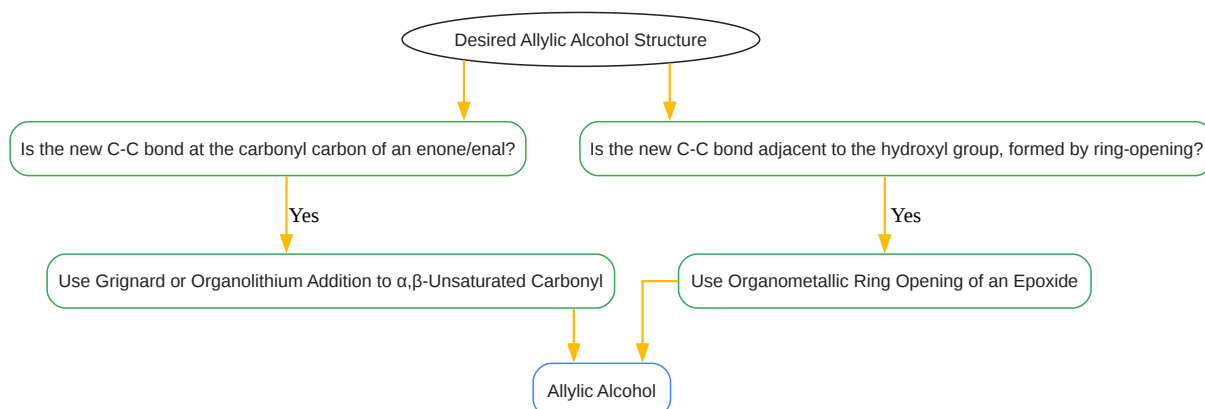 Desired Allylic Alcohol Structure
Is the new C-C bond at the carbonyl carbon of an enone/enal?
Is the new C-C bond adjacent to the hydroxyl group, formed by ring-opening?
Yes
Yes
Use Grignard or Organolithium Addition to α,β-Unsaturated Carbonyl
Use Organometallic Ring Opening of an Epoxide
Allylic Alcohol